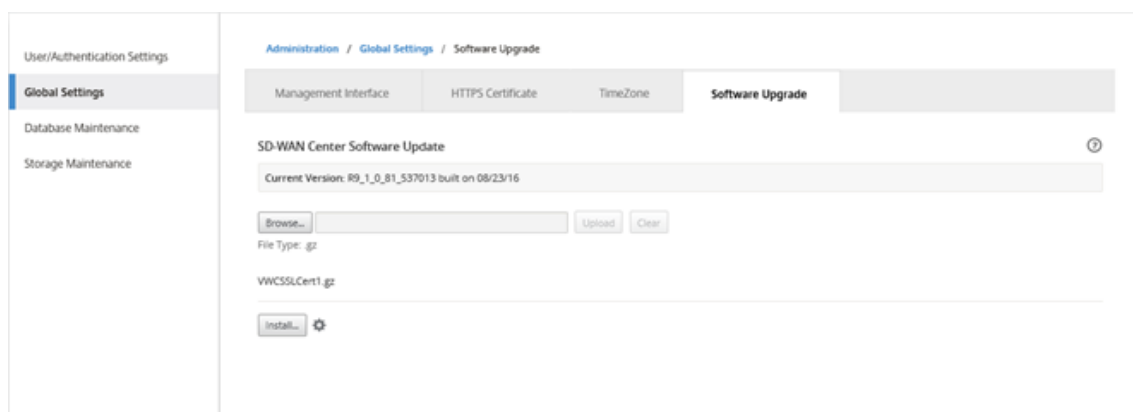 User/Authentication Settings
Global Settings
Database Maintenance
Storage Maintenance
Administration / Global Settings / Software Upgrade
Management Interface HTTPS Certificate TimeZone Software Upgrade
SD-WAN Center Software Update
Current Version: R9_1_0_81_537013 built on 08/23/16
Browse... Upload Clear
File Type: .gz
VWCSSLCert1.gz
Install...